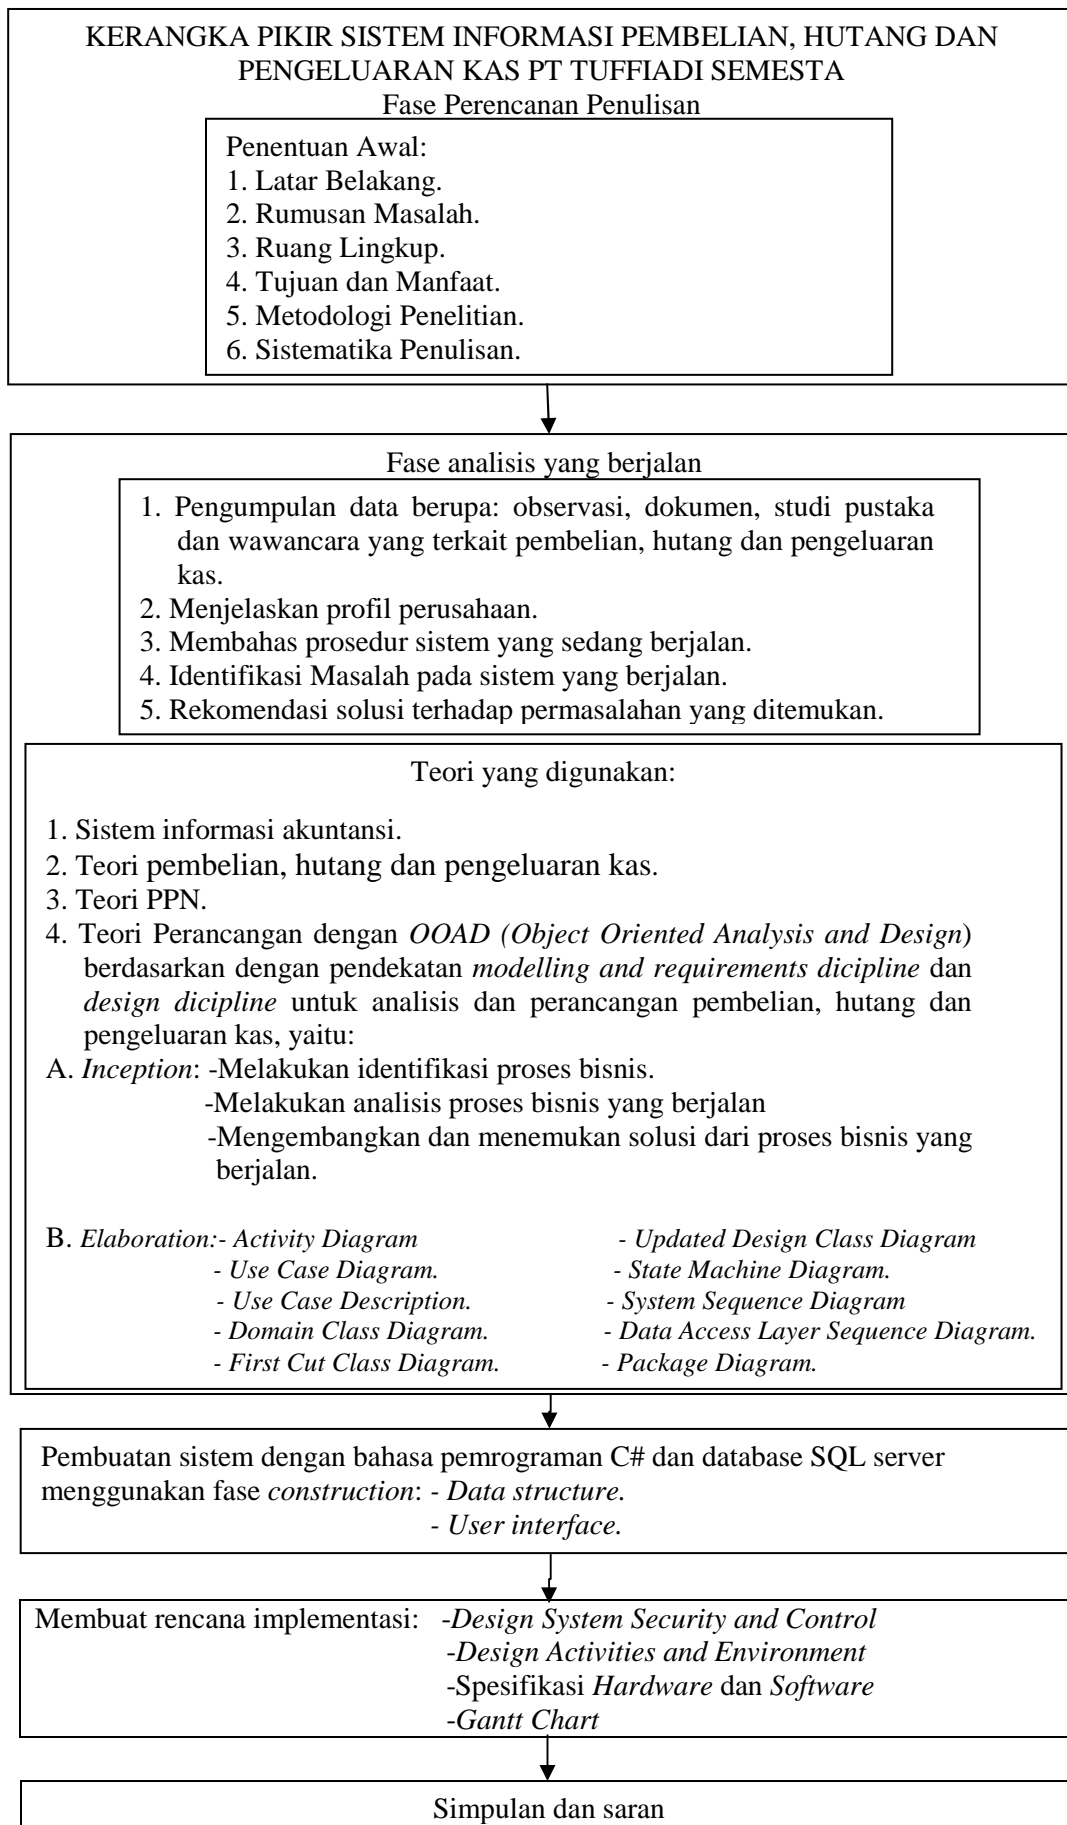 KERANGKA PIKIR SISTEM INFORMASI PEMBELIAN, HUTANG DAN
PENGELUARAN KAS PT TUFFIADI SEMESTA
Fase Perencanan Penulisan
Penentuan Awal:
1. Latar Belakang.
2. Rumusan Masalah.
3. Ruang Lingkup.
4. Tujuan dan Manfaat.
5. Metodologi Penelitian.
6. Sistematika Penulisan.
Fase analisis yang berjalan
1. Pengumpulan data berupa: observasi, dokumen, studi pustaka
dan wawancara yang terkait pembelian, hutang dan pengeluaran
kas.
2. Menjelaskan profil perusahaan.
3. Membahas prosedur sistem yang sedang berjalan.
4. Identifikasi Masalah pada sistem yang berjalan.
5. Rekomendasi solusi terhadap permasalahan yang ditemukan.
Teori yang digunakan:
1. Sistem informasi akuntansi.
2. Teori pembelian, hutang dan pengeluaran kas.
3. Teori PPN.
4. Teori Perancangan dengan OOAD (Object Oriented Analysis and Design)
berdasarkan dengan pendekatan modelling and requirements dicipline dan
design dicipline untuk analisis dan perancangan pembelian, hutang dan
pengeluaran kas, yaitu:
A. Inception: -Melakukan identifikasi proses bisnis.
-Melakukan analisis proses bisnis yang berjalan
-Mengembangkan dan menemukan solusi dari proses bisnis yang
berjalan.
B. Elaboration:- Activity Diagram - Updated Design Class Diagram
- Use Case Diagram. - State Machine Diagram.
- Use Case Description. - System Sequence Diagram
- Domain Class Diagram. - Data Access Layer Sequence Diagram.
- First Cut Class Diagram. - Package Diagram.
Pembuatan sistem dengan bahasa pemrograman C# dan database SQL server
menggunakan fase construction: - Data structure.
- User interface.
Membuat rencana implementasi: -Design System Security and Control
-Design Activities and Environment
-Spesifikasi Hardware dan Software
-Gantt Chart
Simpulan dan saran